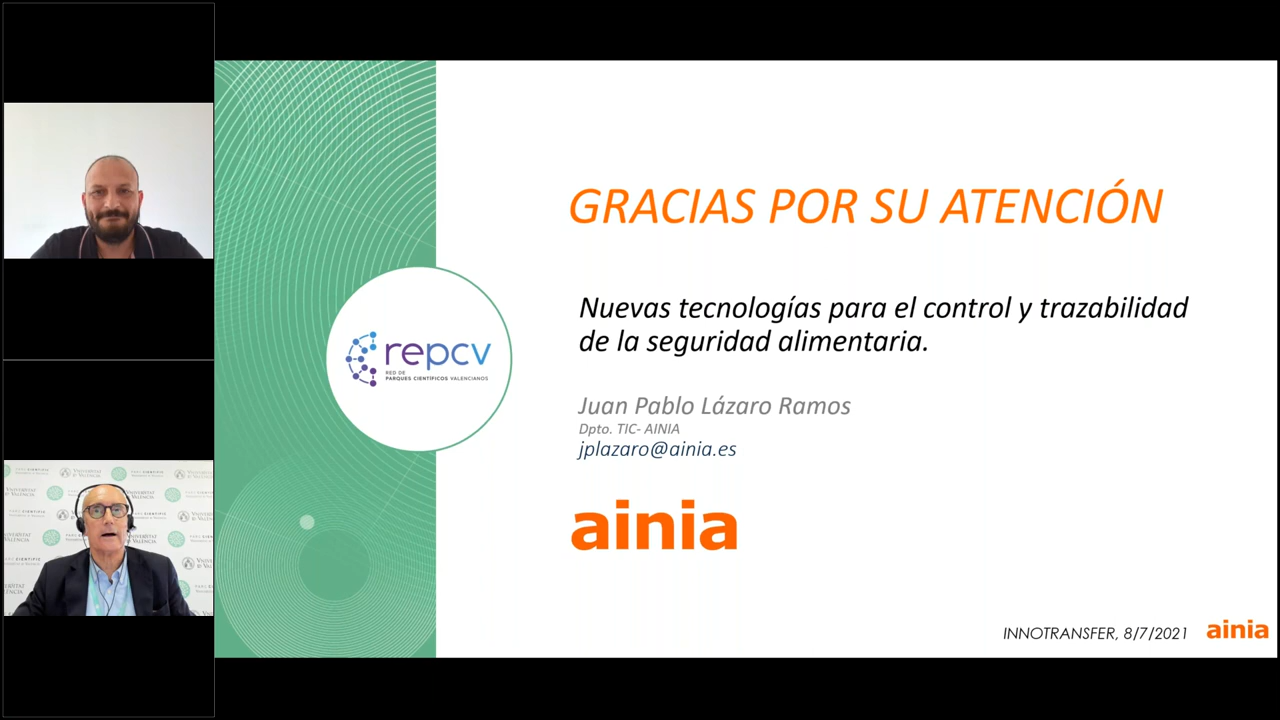 GRACIAS POR SU ATENCIÓN
Nuevas tecnologías para el control y trazabilidad
de la seguridad alimentaria.
repcv
RED DE
PARQUES CIENTÍFICOS VALENCIANOS
Juan Pablo Lázaro Ramos
Dpto. TIC- AINIA
jplazaro@ainia.es
ainia
INNOTRANSFER, 8/7/2021
ainia